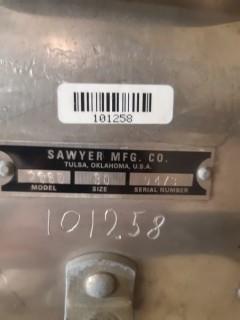 101258
SAWYER MFG. CO.
TULSA, OKLAHOMA, U.S.A.
MODEL SIZE SERIAL NUMBER
101258